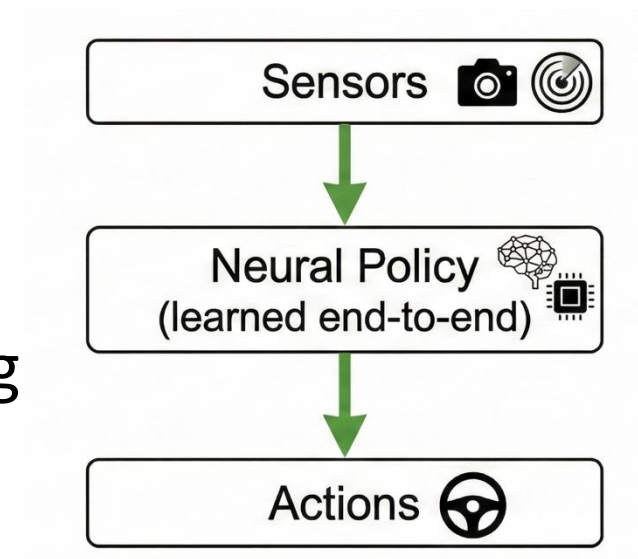 Sensors
Neural Policy
(learned end-to-end)
g
Actions